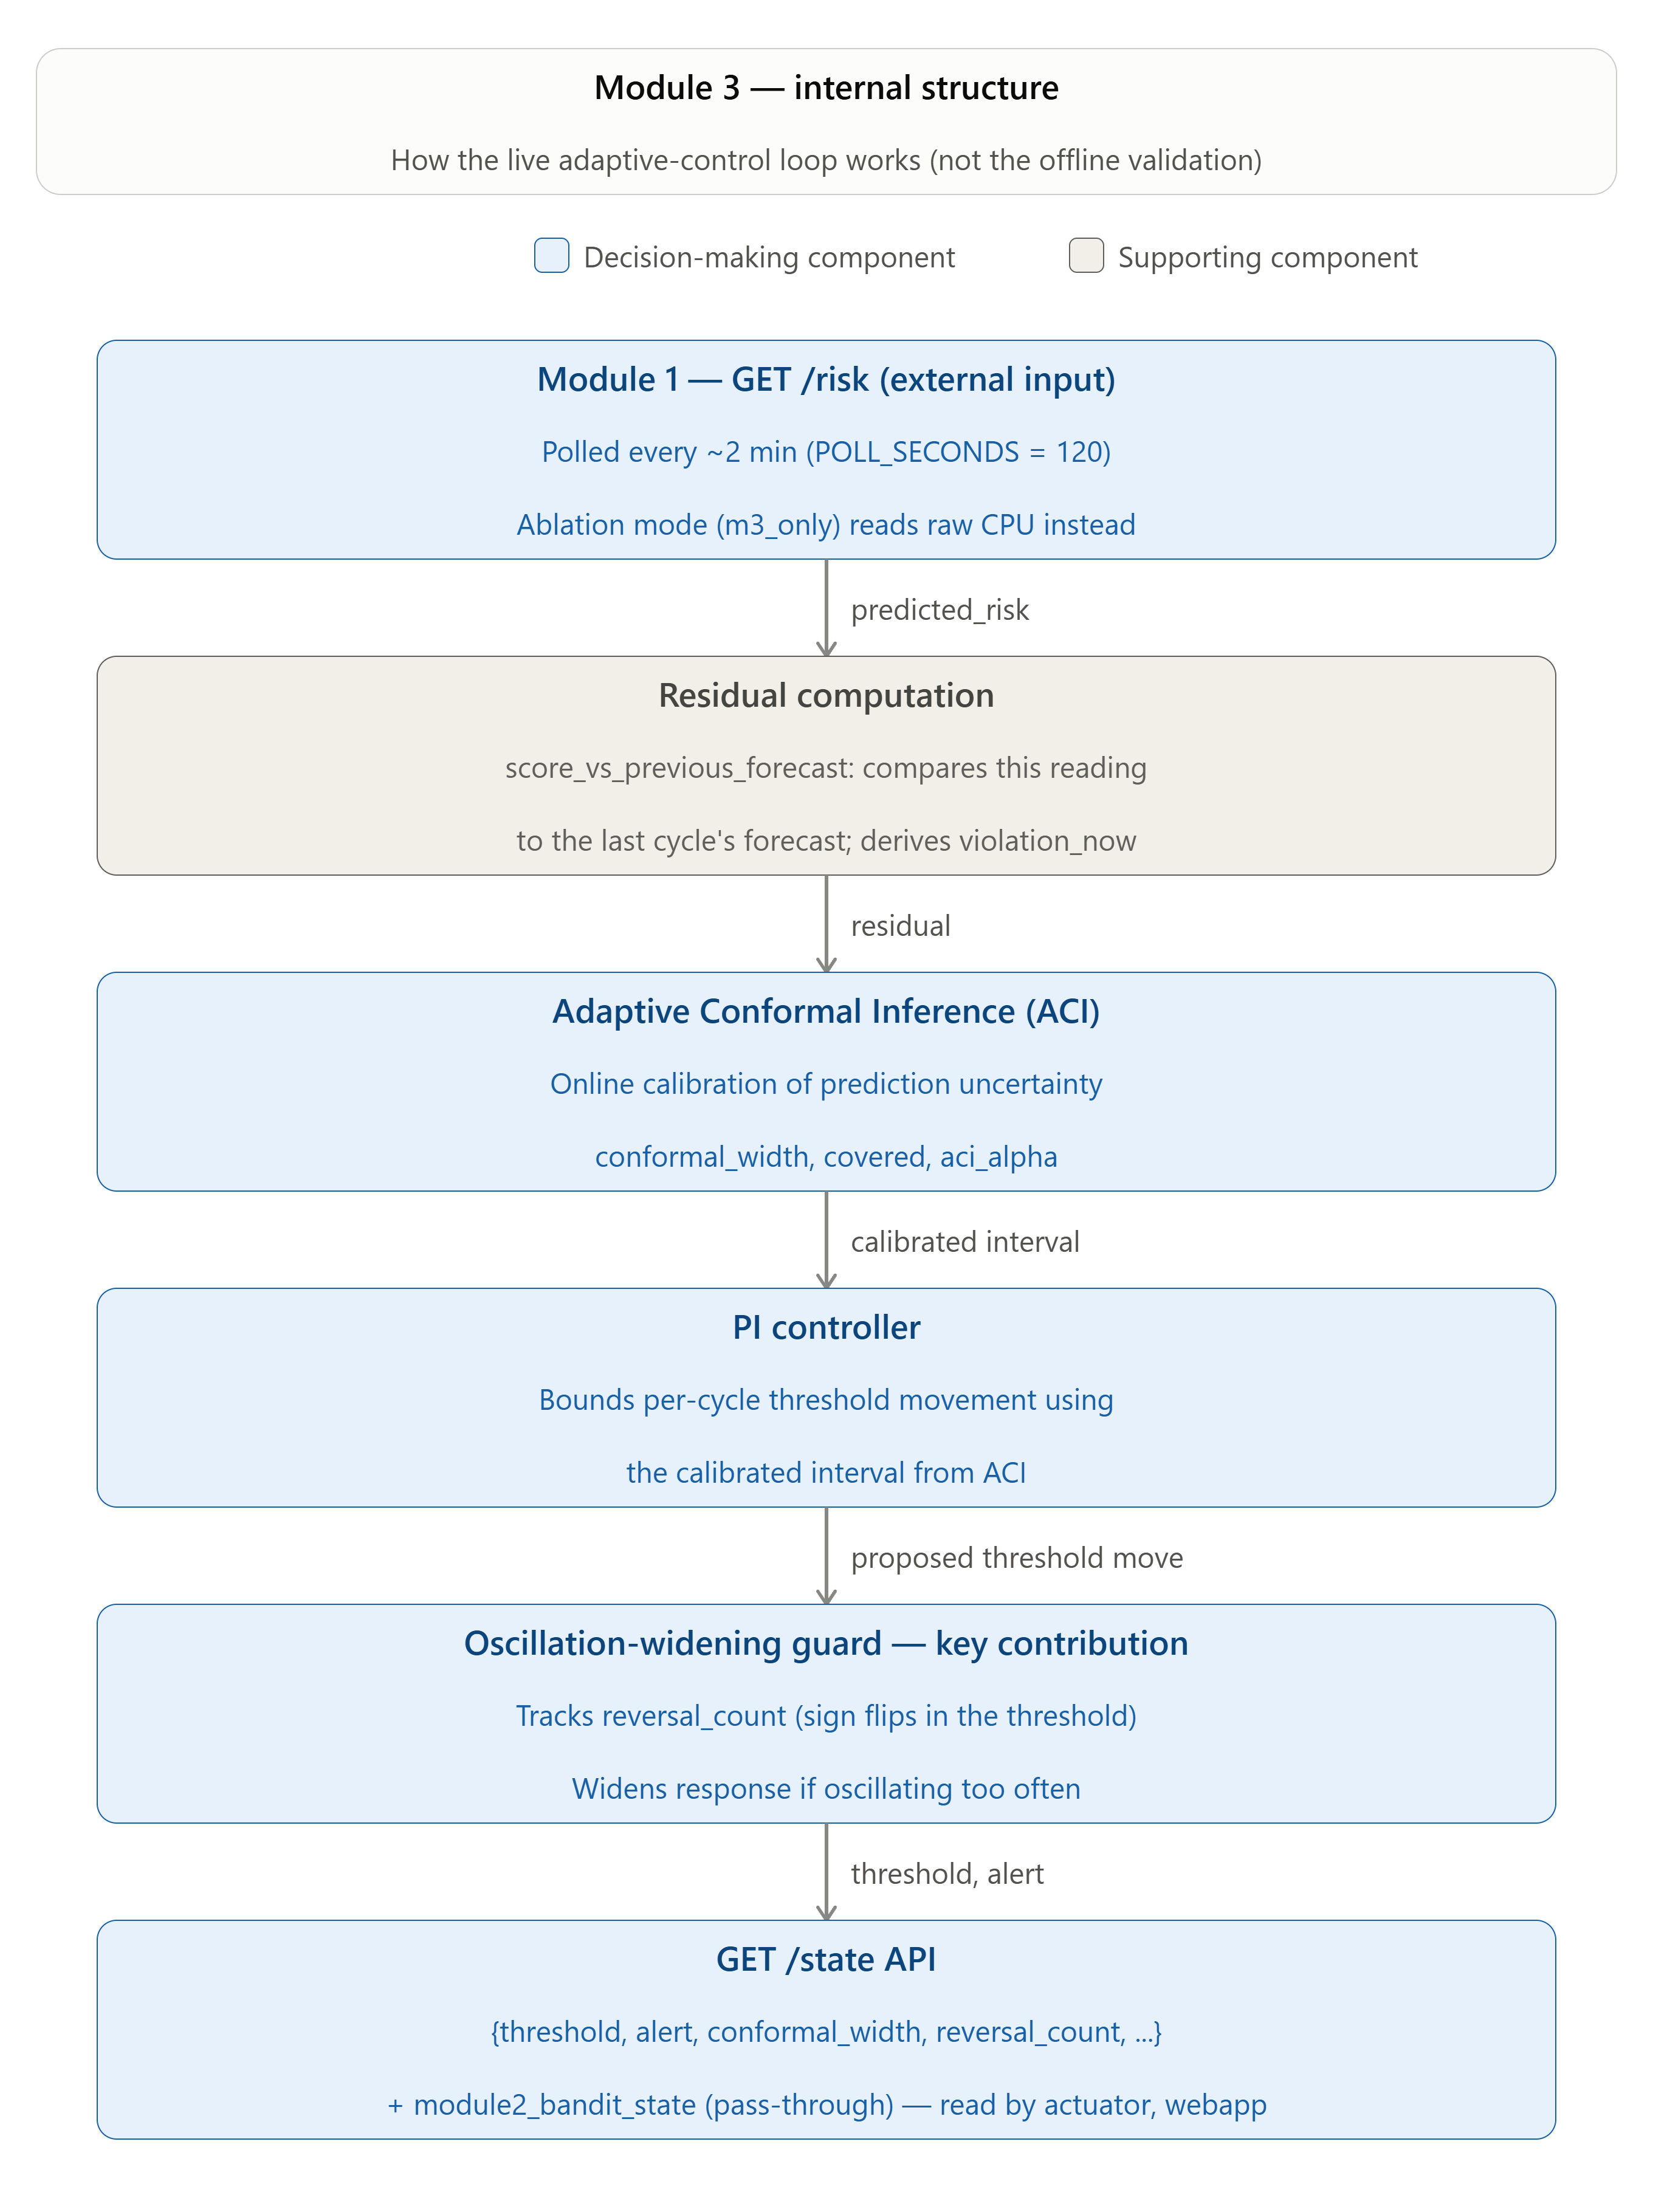 Module 3 — internal structure
How the live adaptive-control loop works (not the offline validation)
Decision-making component
Supporting component
Module 1 — GET /risk (external input)
Polled every ~2 min (POLL_SECONDS = 120)
Ablation mode (m3_only) reads raw CPU instead
predicted_risk
Residual computation
score_vs_previous_forecast: compares this reading
to the last cycle's forecast; derives violation_now
residual
Adaptive Conformal Inference (ACI)
Online calibration of prediction uncertainty
conformal_width, covered, aci_alpha
calibrated interval
PI controller
Bounds per-cycle threshold movement using
the calibrated interval from ACI
proposed threshold move
Oscillation-widening guard — key contribution
Tracks reversal_count (sign flips in the threshold)
Widens response if oscillating too often
threshold, alert
GET /state API
{threshold, alert, conformal_width, reversal_count, ...}
+ module2_bandit_state (pass-through) — read by actuator, webapp